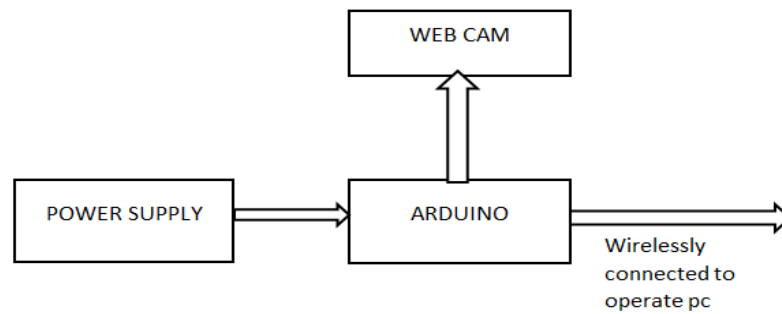 WEB CAM
POWER SUPPLY
ARDUINO
Wirelessly
connected to
operate pc